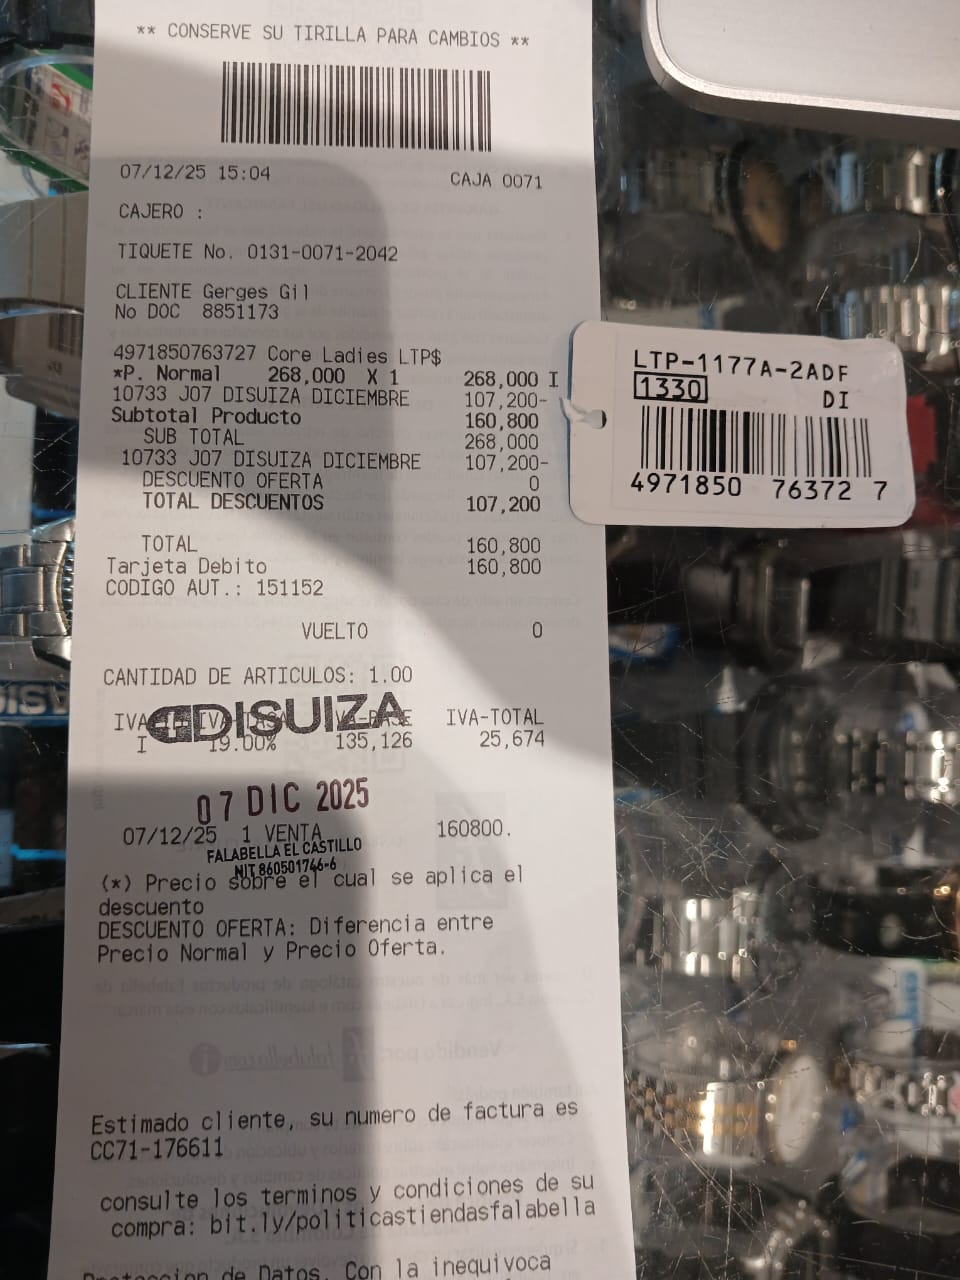 ** CONSERVE SU TIRILLA PARA CAMBIOS **
07/12/25 15:04 CAJA 0071
CAJERO :
TIQUETE No. 0131-0071-2042
CLIENTE Gerges Gil
No DOC 8851173
4971850763727 Core Ladies LTP$
*P. Normal 268,000 X 1 268,000 I
10733 J07 DISUIZA DICIEMBRE 107,200-
Subtotal Producto 160,800
SUB TOTAL 268,000
10733 J07 DISUIZA DICIEMBRE 107,200-
DESCUENTO OFERTA 0
TOTAL DESCUENTOS 107,200
TOTAL 160,800
Tarjeta Debito 160,800
CODIGO AUT.: 151152
VUELTO 0
CANTIDAD DE ARTICULOS: 1.00
DISUIZA
IVA IVA-TOTAL
I 19.00% 135,126 25,674
07 DIC 2025
07/12/25 1 VENTA 160800.
FALABELLA EL CASTILLO
NIT 860501746-6
(*) Precio sobre el cual se aplica el
descuento
DESCUENTO OFERTA: Diferencia entre
Precio Normal y Precio Oferta.
Estimado cliente, su numero de factura es
CC71-176611
consulte los terminos y condiciones de su
compra: bit.ly/politicastiendasfalabella
Proteccion de Datos. Con la inequivoca
LTP-1177A-2ADF
1330 DI
4971850 76372 7